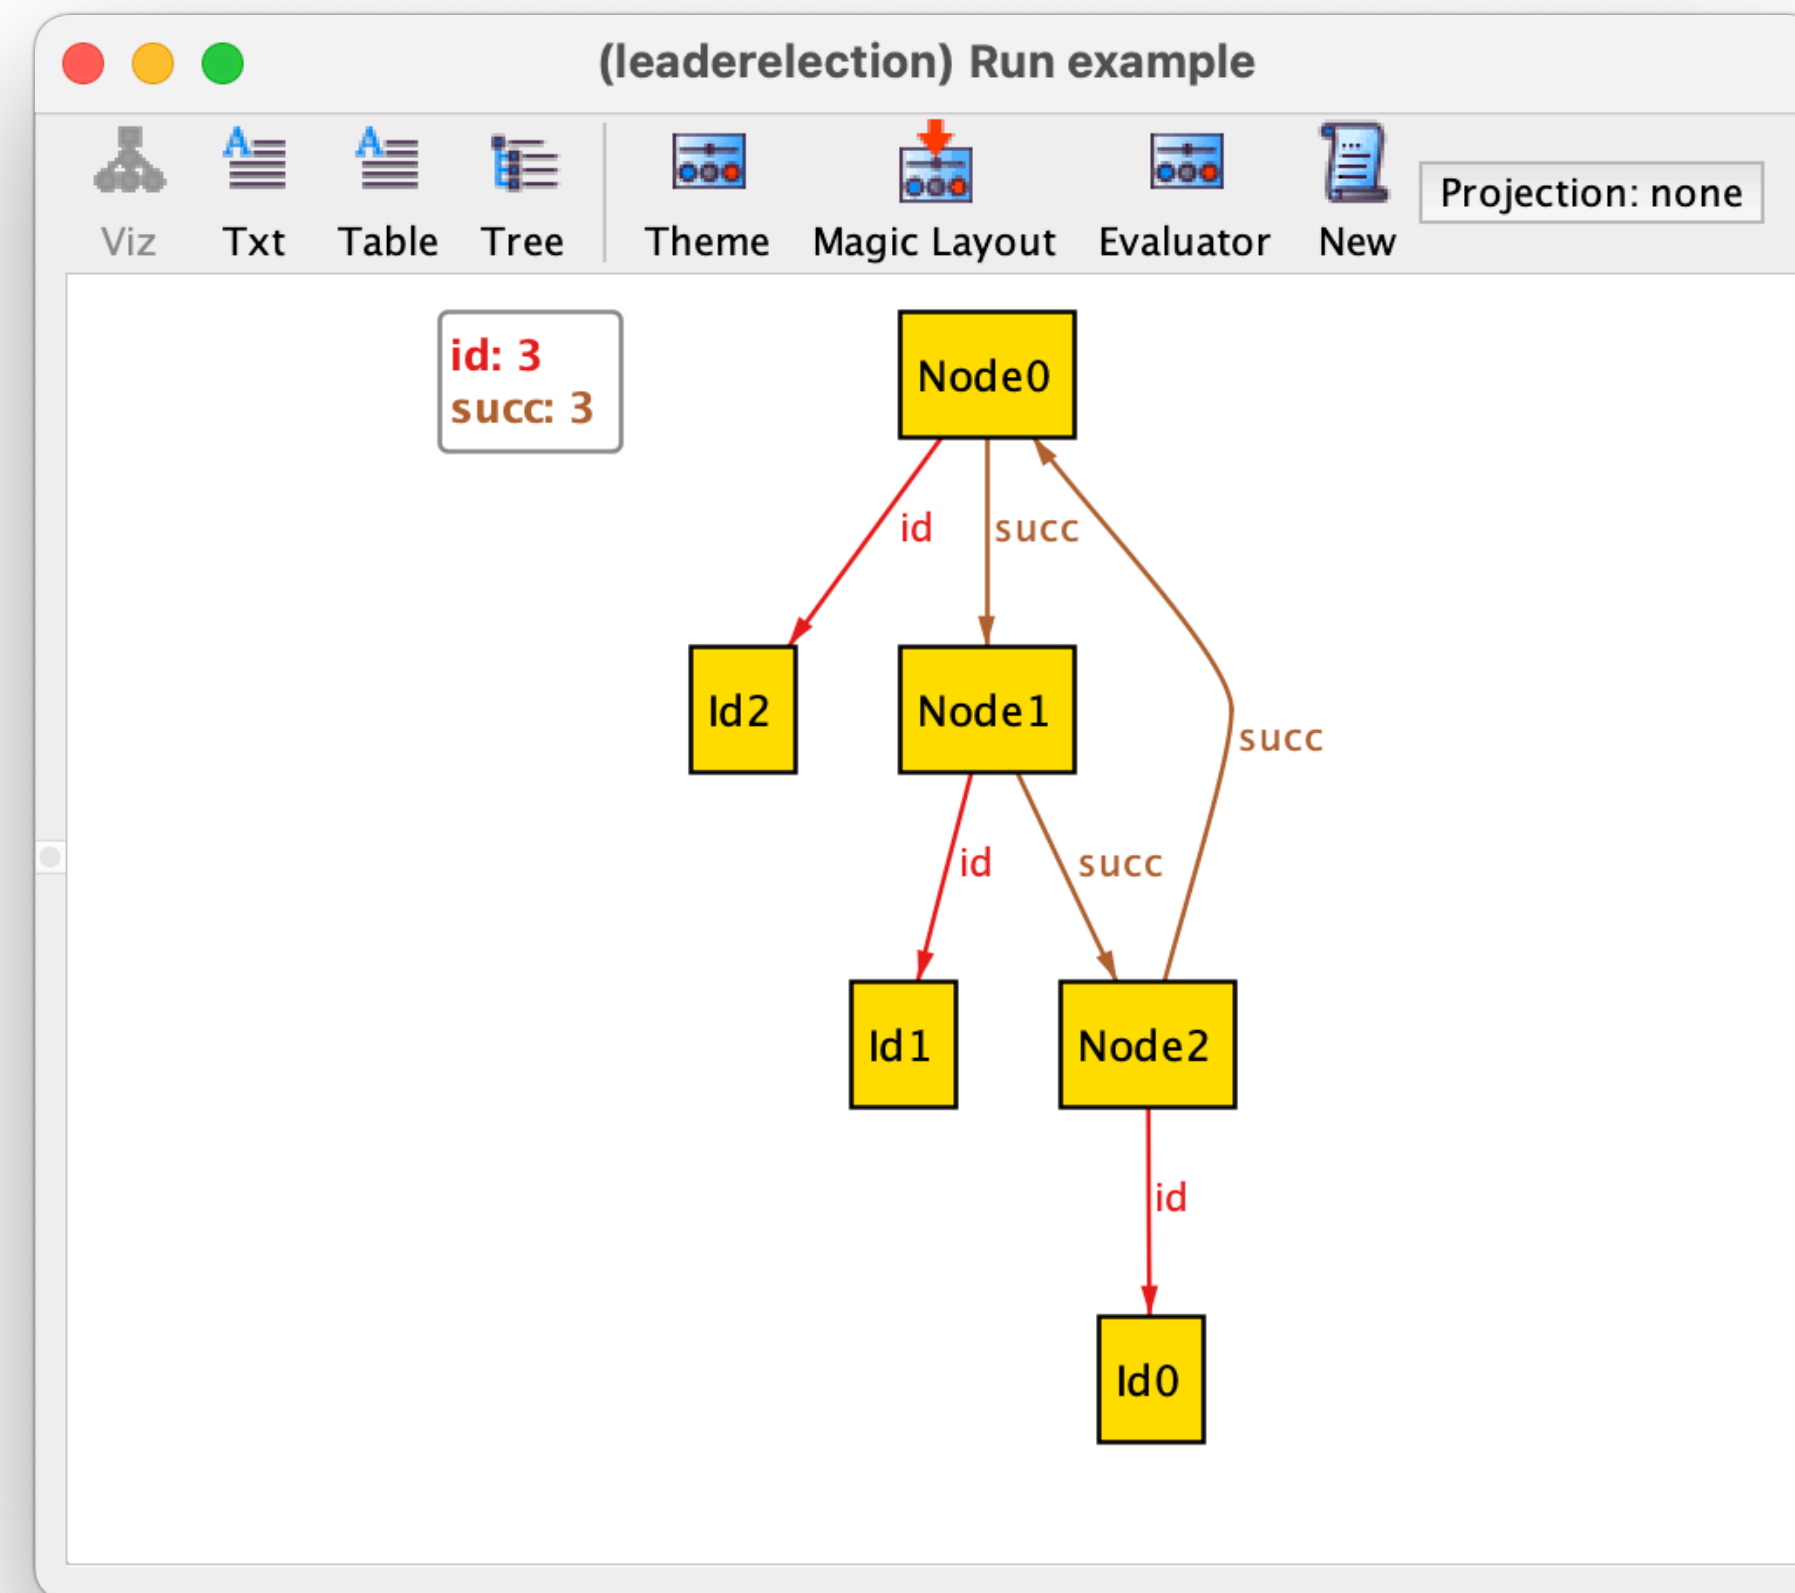 (leaderelection) Run example
Viz Txt Table Tree Theme Magic Layout Evaluator New Projection: none
id: 3
succ: 3
Node0
id succ
Id2 Node1
succ
id succ
Id1 Node2
id
Id0